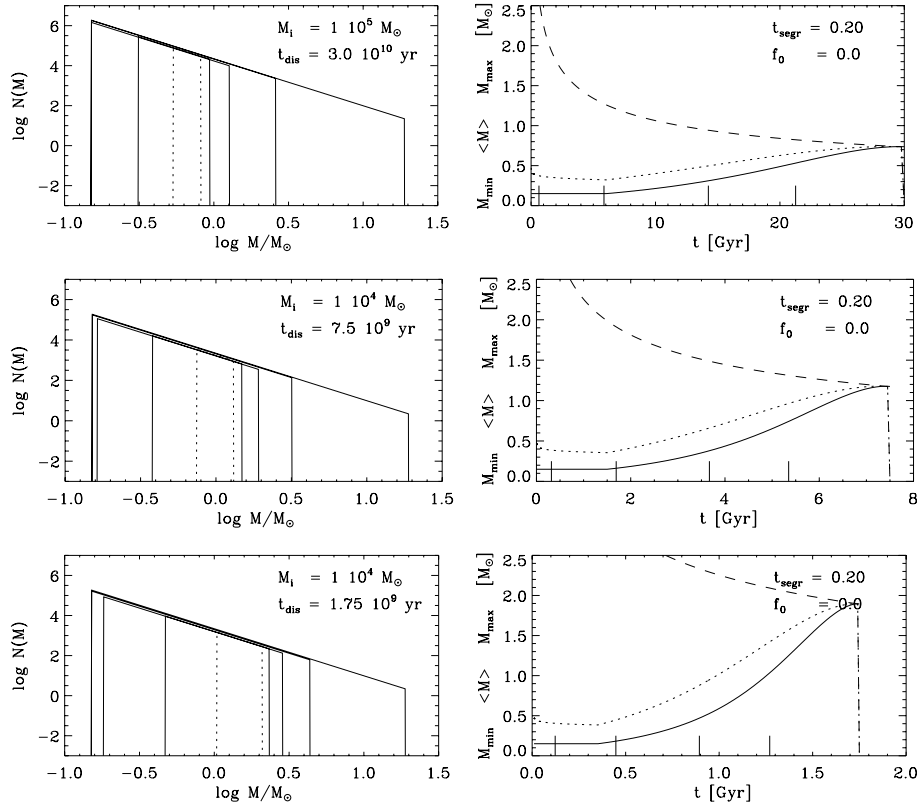 M_i = 1 10^5 M_⊙
t_dis = 3.0 10^10 yr
log N(M)
6
4
2
0
−2
−1.0 −0.5 0.0 0.5 1.0 1.5
log M/M_⊙
t_segr = 0.20
f_0 = 0.0
M_min <M> M_max [M_⊙]
2.5
2.0
1.5
1.0
0.5
0.0
10 20 30
t [Gyr]
M_i = 1 10^4 M_⊙
t_dis = 7.5 10^9 yr
log N(M)
6
4
2
0
−2
−1.0 −0.5 0.0 0.5 1.0 1.5
log M/M_⊙
t_segr = 0.20
f_0 = 0.0
M_min <M> M_max [M_⊙]
2.5
2.0
1.5
1.0
0.5
0.0
0 2 4 6 8
t [Gyr]
M_i = 1 10^4 M_⊙
t_dis = 1.75 10^9 yr
log N(M)
6
4
2
0
−2
−1.0 −0.5 0.0 0.5 1.0 1.5
log M/M_⊙
t_segr = 0.20
f_0 = 0.0
M_min <M> M_max [M_⊙]
2.5
2.0
1.5
1.0
0.5
0.0
0.0 0.5 1.0 1.5 2.0
t [Gyr]